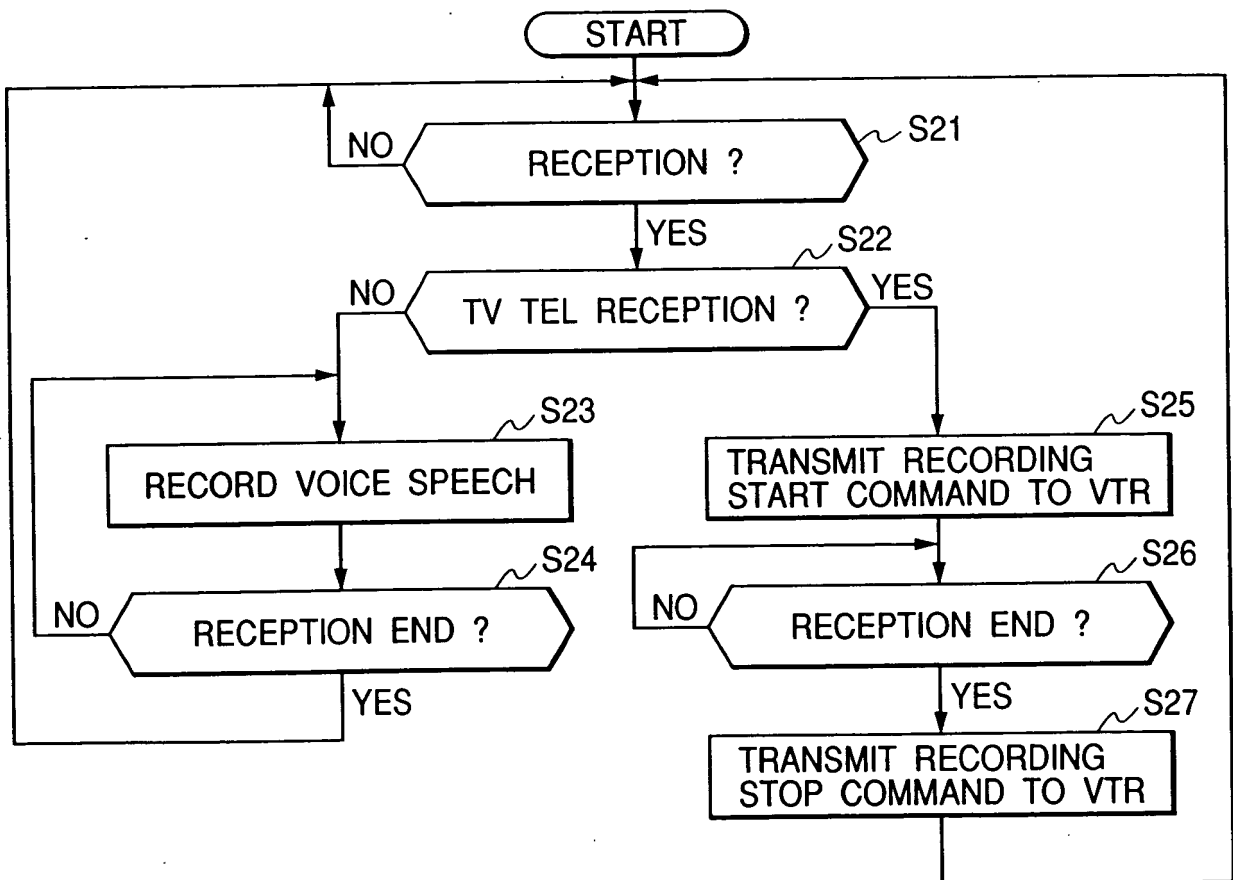 START
NO
RECEPTION ?
S21
YES
S22
NO
TV TEL RECEPTION ?
YES
S23
RECORD VOICE SPEECH
S25
TRANSMIT RECORDING
START COMMAND TO VTR
S24
NO
RECEPTION END ?
YES
S26
NO
RECEPTION END ?
YES
S27
TRANSMIT RECORDING
STOP COMMAND TO VTR